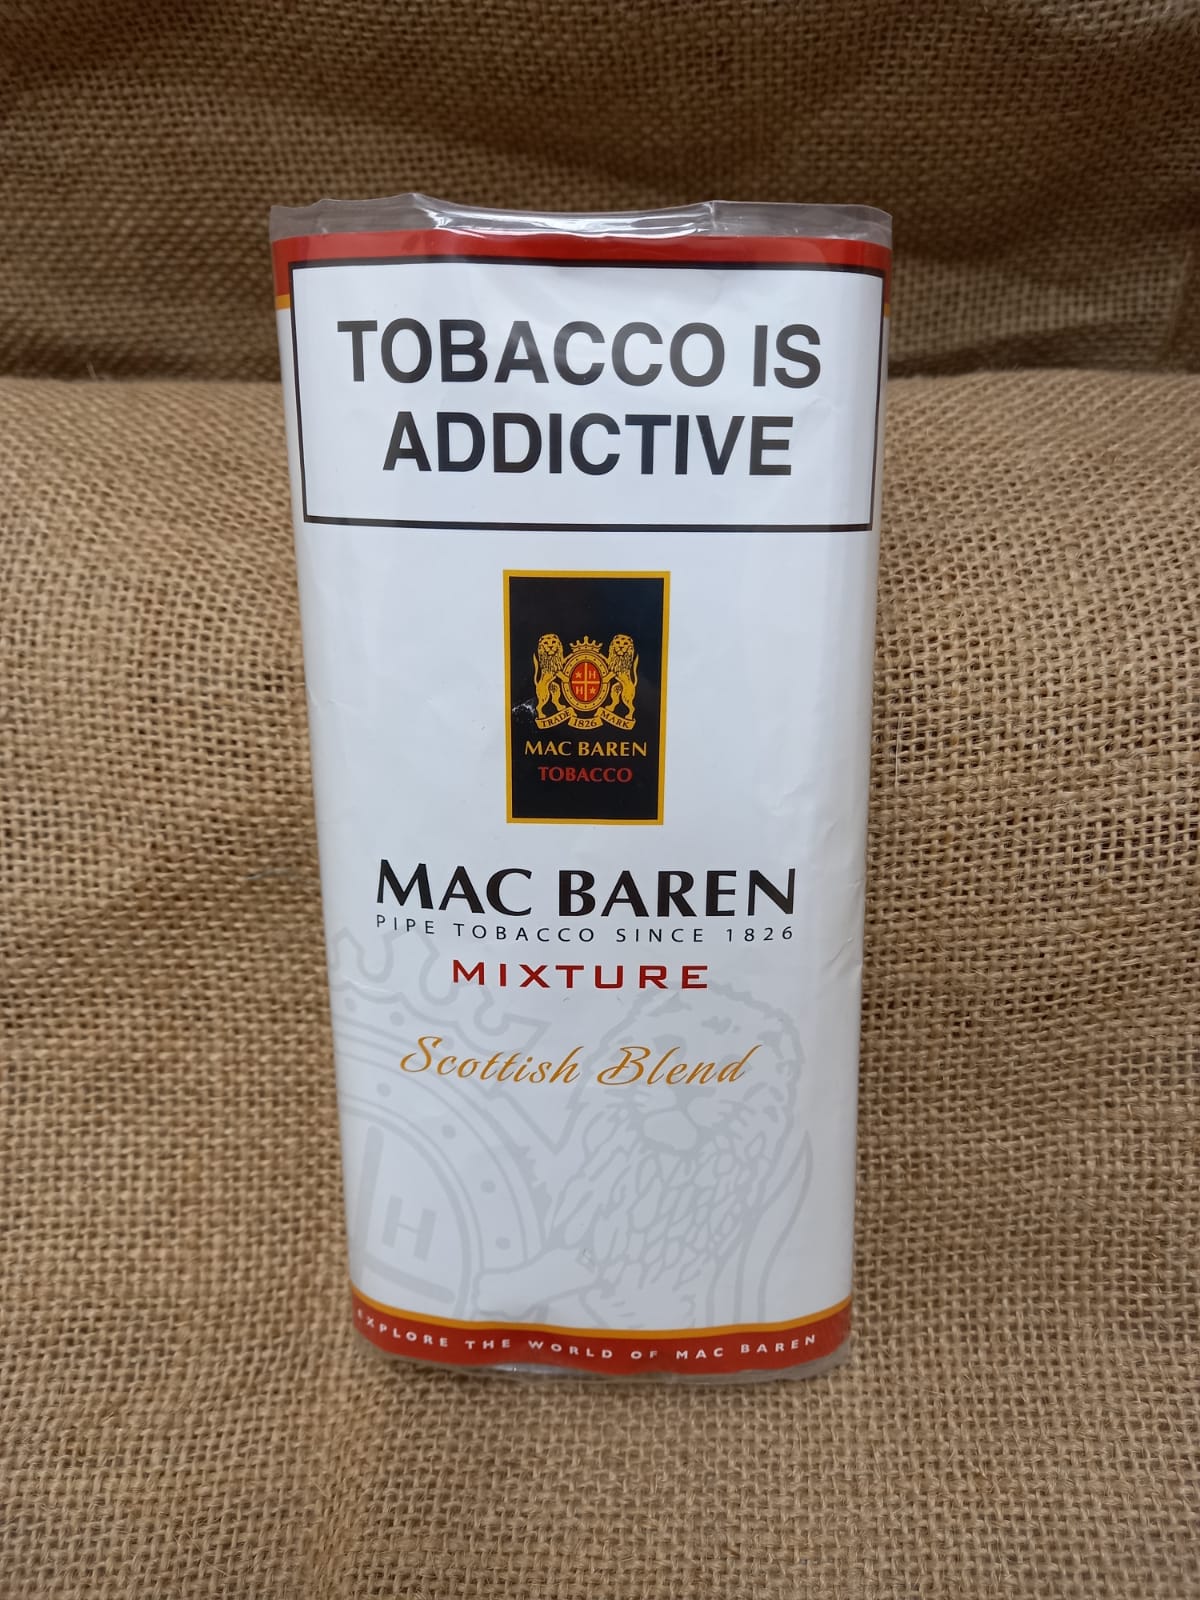 TOBACCO IS
ADDICTIVE
H
H
TRADE 1826 MARK
MAC BAREN
TOBACCO
MAC BAREN
PIPE TOBACCO SINCE 1826
MIXTURE
Scottish Blend
H
EXPLORE THE WORLD OF MAC BAREN